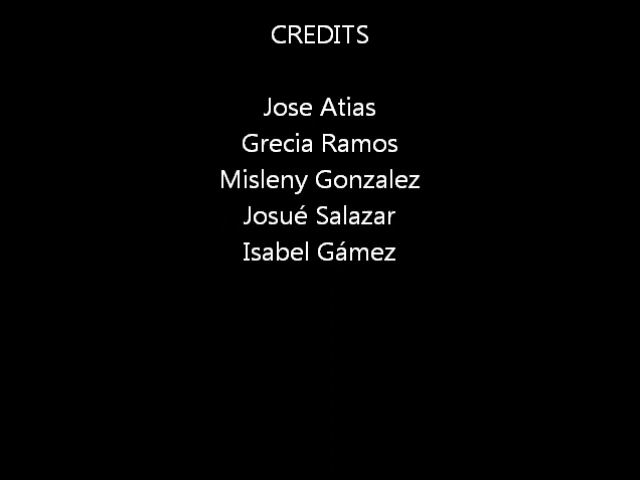 CREDITS
Jose Atias
Grecia Ramos
Misleny Gonzalez
Josué Salazar
Isabel Gámez